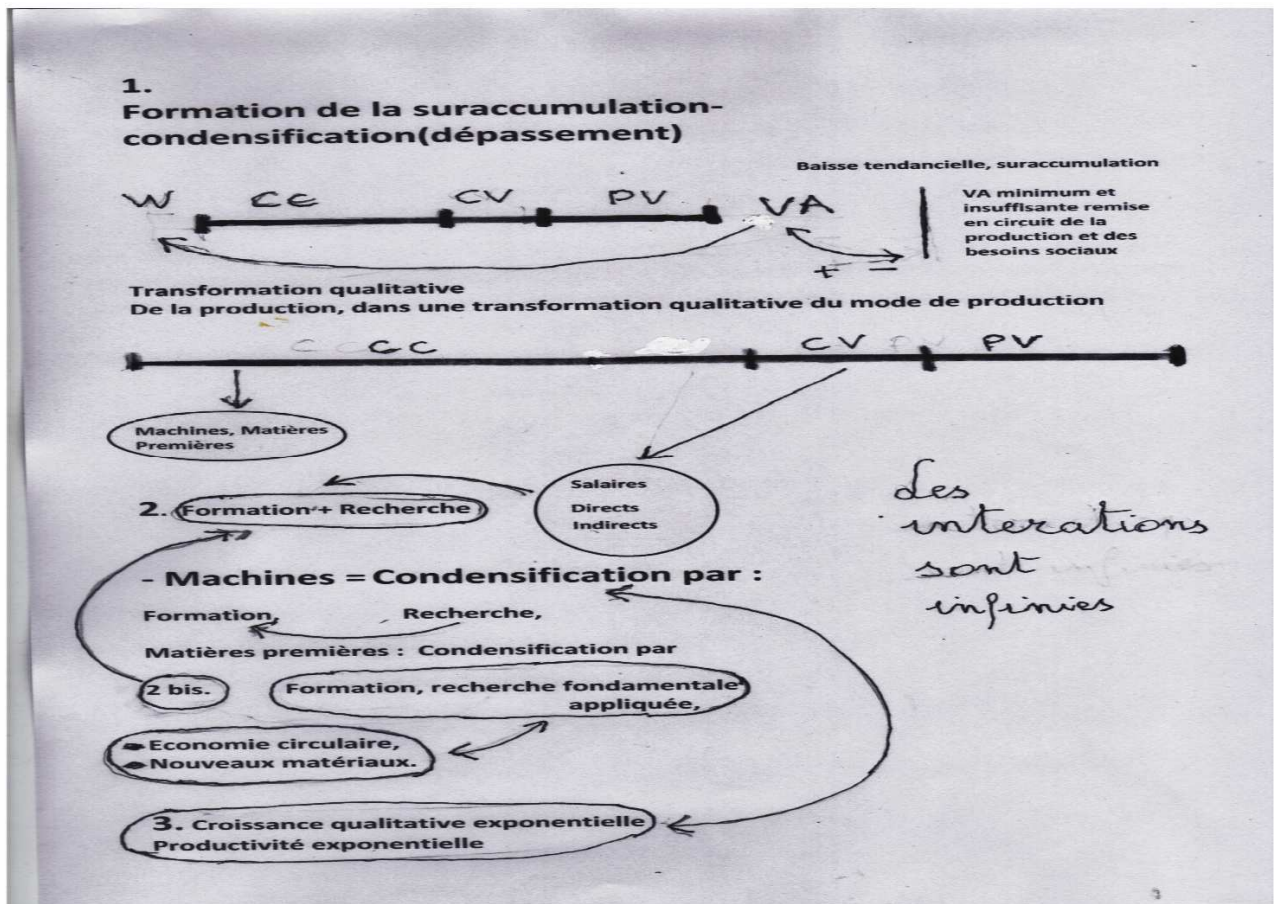 1.
Formation de la suraccumulation-
condensification(dépassement)
Baisse tendancielle, suraccumulation
W CC CV PV VA
VA minimum et
insuffisante remise
en circuit de la
production et des
besoins sociaux
+ =
Transformation qualitative
De la production, dans une transformation qualitative du mode de production
CC CV PV
Machines, Matières
Premières
Salaires
Directs
Indirects
2. Formation + Recherche
- Machines = Condensification par :
Formation, Recherche,
Matières premières : Condensification par
2 bis. Formation, recherche fondamentale
appliquée,
Economie circulaire,
Nouveaux matériaux.
3. Croissance qualitative exponentielle
Productivité exponentielle
Les
interations
sont
infinies